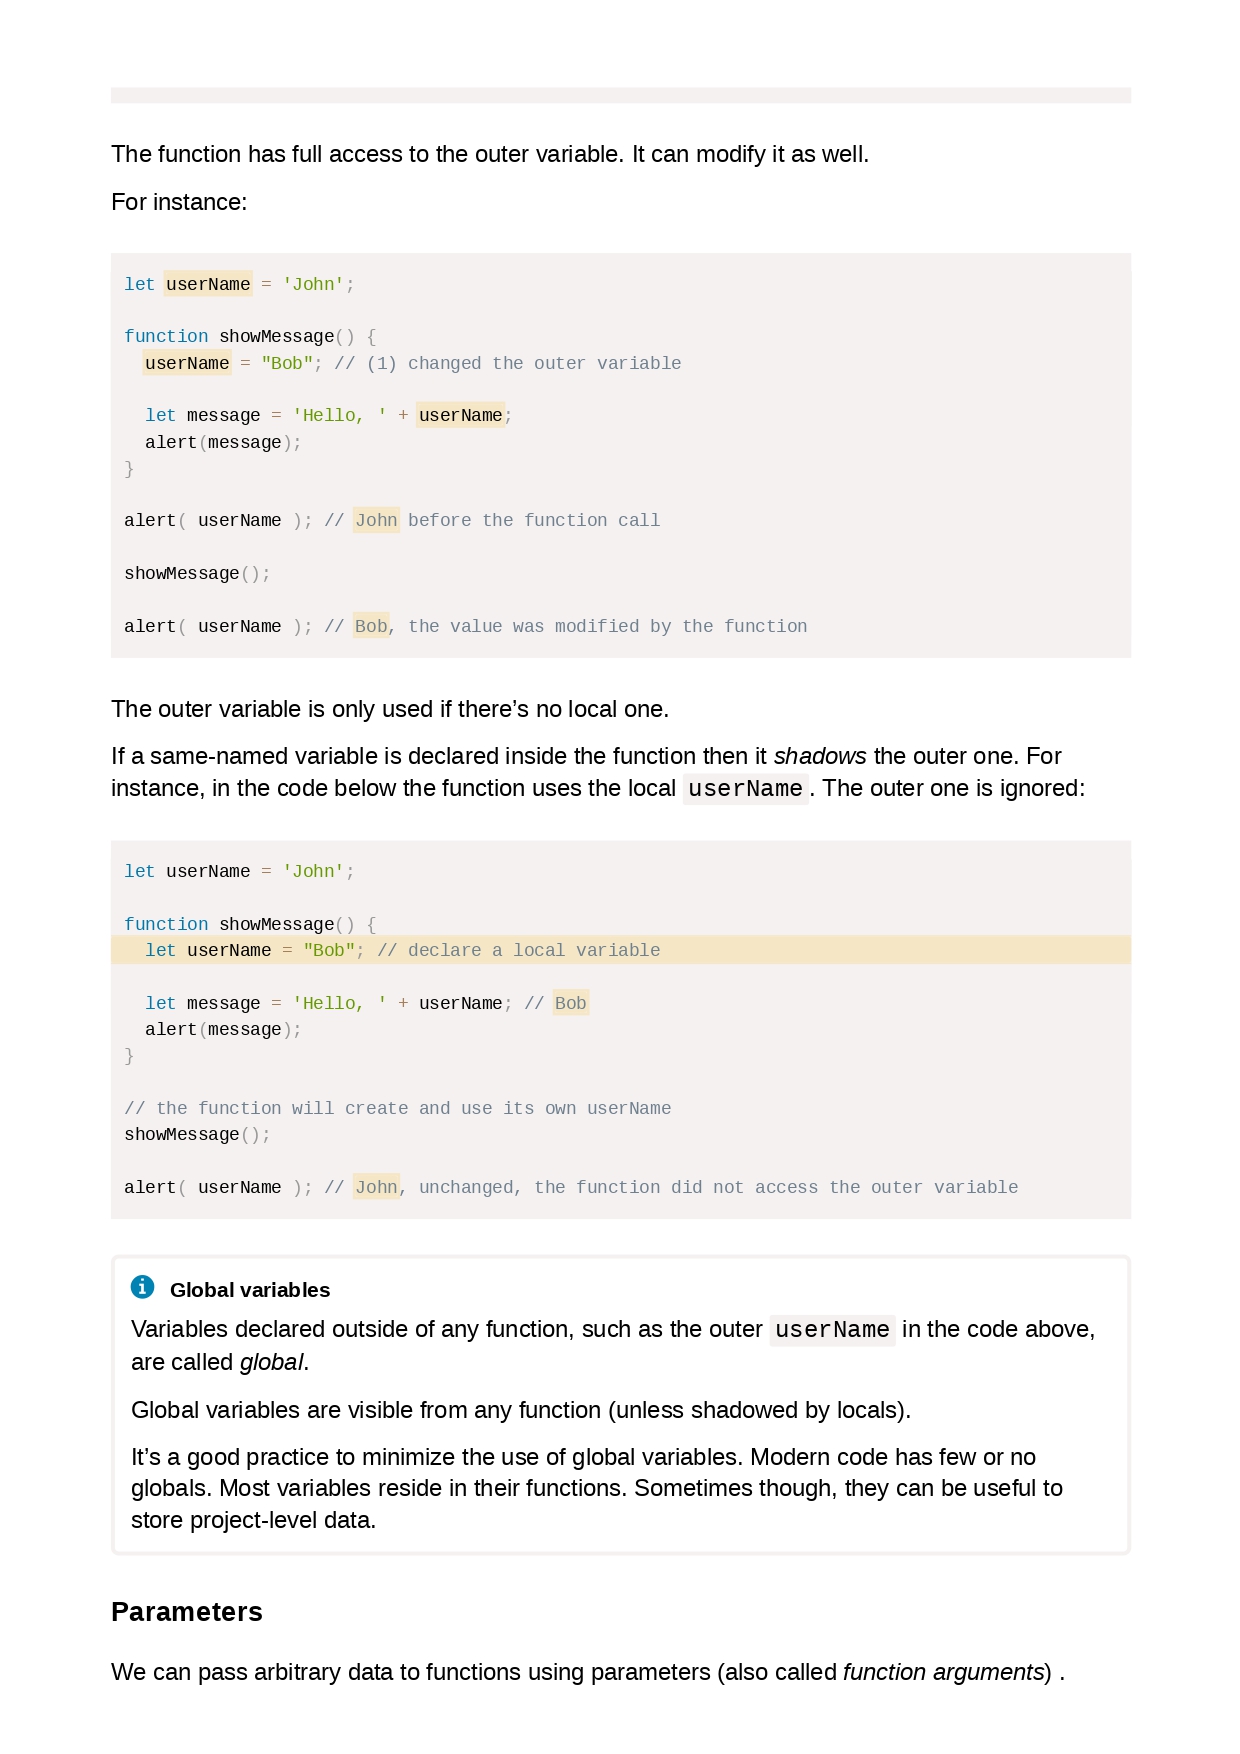 The function has full access to the outer variable. It can modify it as well.
For instance:
let userName = 'John';
function showMessage() {
  userName = "Bob"; // (1) changed the outer variable
  let message = 'Hello, ' + userName;
  alert(message);
}
alert( userName ); // John before the function call
showMessage();
alert( userName ); // Bob, the value was modified by the function
The outer variable is only used if there’s no local one.
If a same-named variable is declared inside the function then it shadows the outer one. For
instance, in the code below the function uses the local userName. The outer one is ignored:
let userName = 'John';
function showMessage() {
  let userName = "Bob"; // declare a local variable
  let message = 'Hello, ' + userName; // Bob
  alert(message);
}
// the function will create and use its own userName
showMessage();
alert( userName ); // John, unchanged, the function did not access the outer variable
Global variables
Variables declared outside of any function, such as the outer userName in the code above,
are called global.
Global variables are visible from any function (unless shadowed by locals).
It’s a good practice to minimize the use of global variables. Modern code has few or no
globals. Most variables reside in their functions. Sometimes though, they can be useful to
store project-level data.
Parameters
We can pass arbitrary data to functions using parameters (also called function arguments) .